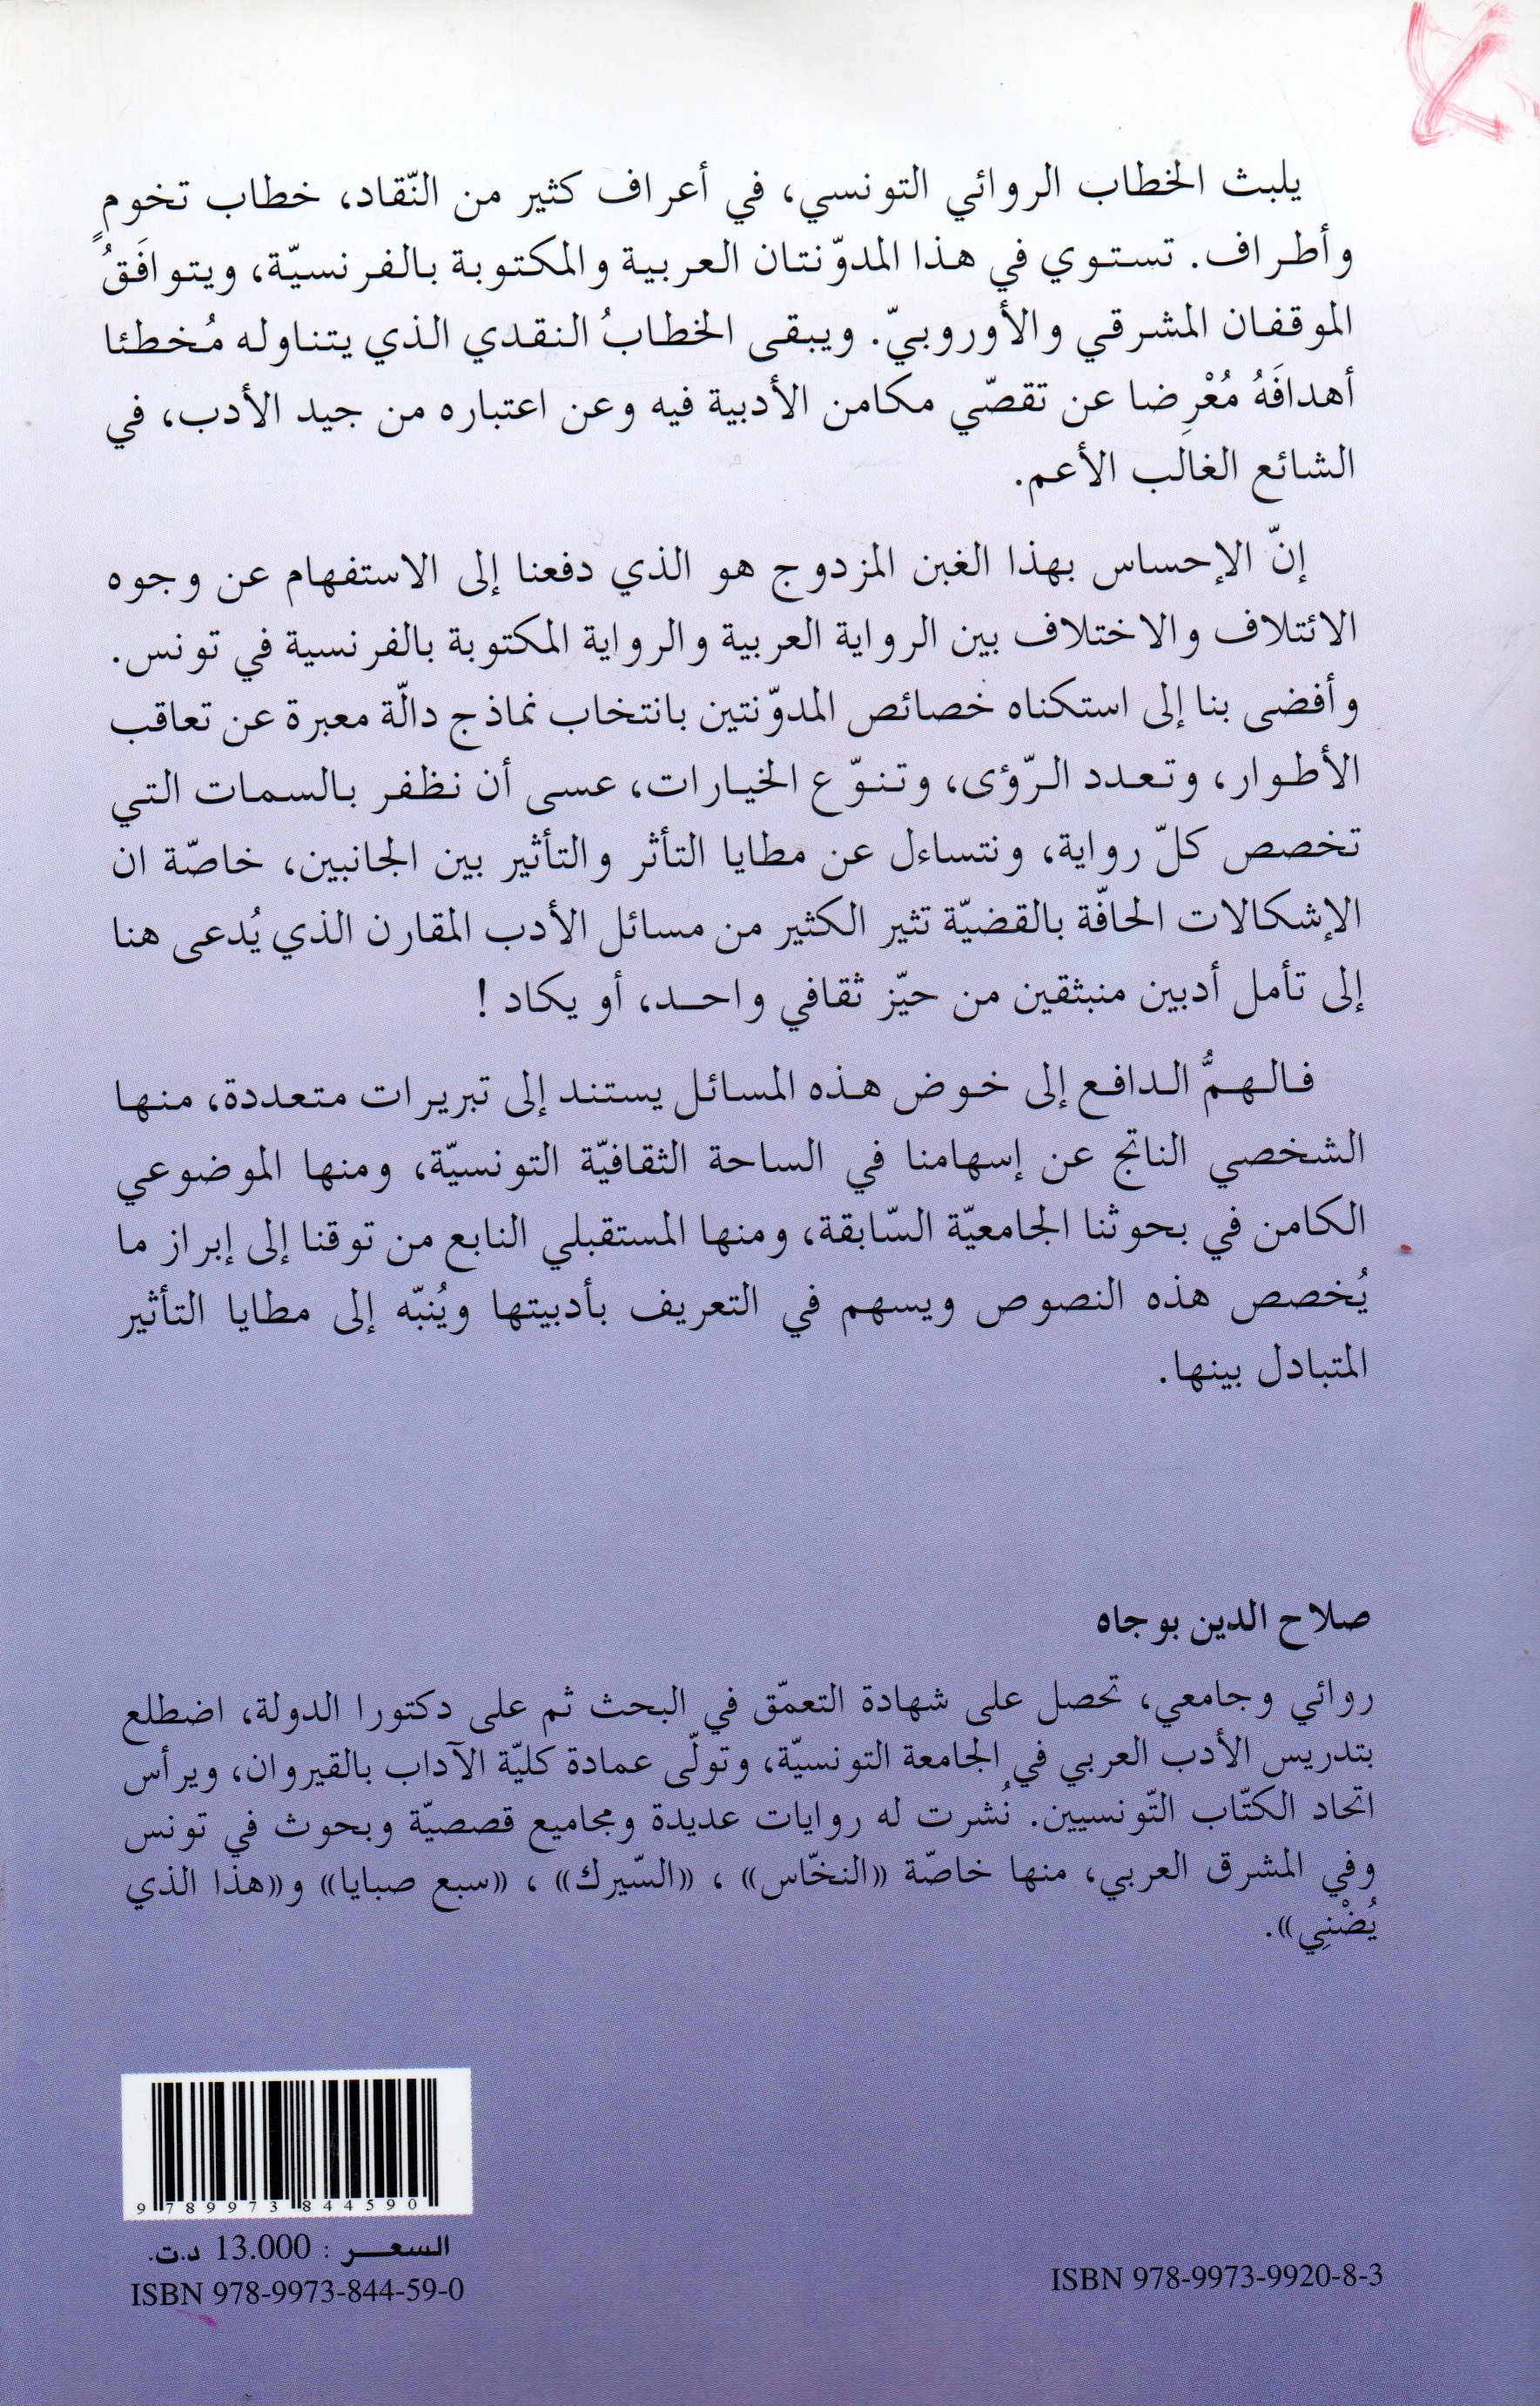 يلبث الخطاب الروائي التونسي، في أعراف كثير من النّقاد، خطاب تخومٍ
وأطراف. تستوي في هذا المدوّنتان العربية والمكتوبة بالفرنسيّة، ويتوافَقُ
الموقفان المشرقي والأوروبيّ. ويبقى الخطابُ النقدي الذي يتناوله مُخطئا
أهدافَهُ مُعْرِضا عن تقصّي مكامن الأدبية فيه وعن اعتباره من جيد الأدب، في
الشائع الغالب الأعم.
إنّ الإحساس بهذا الغبن المزدوج هو الذي دفعنا إلى الاستفهام عن وجوه
الائتلاف والاختلاف بين الرواية العربية والرواية المكتوبة بالفرنسية في تونس.
وأفضى بنا إلى استكناه خصائص المدوّنتين بانتخاب نماذج دالّة معبرة عن تعاقب
الأطوار، وتعدد الرّؤى، وتنوّع الخيارات، عسى أن نظفر بالسمات التي
تخصص كلّ رواية، ونتساءل عن مطايا التأثر والتأثير بين الجانبين، خاصّة ان
الإشكالات الحافّة بالقضيّة تثير الكثير من مسائل الأدب المقارن الذي يُدعى هنا
إلى تأمل أدبين منبثقين من حيّز ثقافي واحد، أو يكاد !
فالهمُّ الدافع إلى خوض هذه المسائل يستند إلى تبريرات متعددة، منها
الشخصي الناتج عن إسهامنا في الساحة الثقافيّة التونسيّة، ومنها الموضوعي
الكامن في بحوثنا الجامعيّة السّابقة، ومنها المستقبلي النابع من توقنا إلى إبراز ما
يُخصص هذه النصوص ويسهم في التعريف بأدبيتها ويُنبّه إلى مطايا التأثير
المتبادل بينها.
صلاح الدين بوجاه
روائي وجامعي، تحصل على شهادة التعمّق في البحث ثم على دكتورا الدولة، اضطلع
بتدريس الأدب العربي في الجامعة التونسيّة، وتولّى عمادة كليّة الآداب بالقيروان، ويرأس
اتحاد الكتّاب التّونسيين. نُشرت له روايات عديدة ومجاميع قصصيّة وبحوث في تونس
وفي المشرق العربي، منها خاصّة «النخّاس» ، «السّيرك» ، «سبع صبايا» و«هذا الذي
يُضْنِي».
9 789973 844590
السعـــر : 13.000 د.ت.
ISBN 978-9973-844-59-0
ISBN 978-9973-9920-8-3